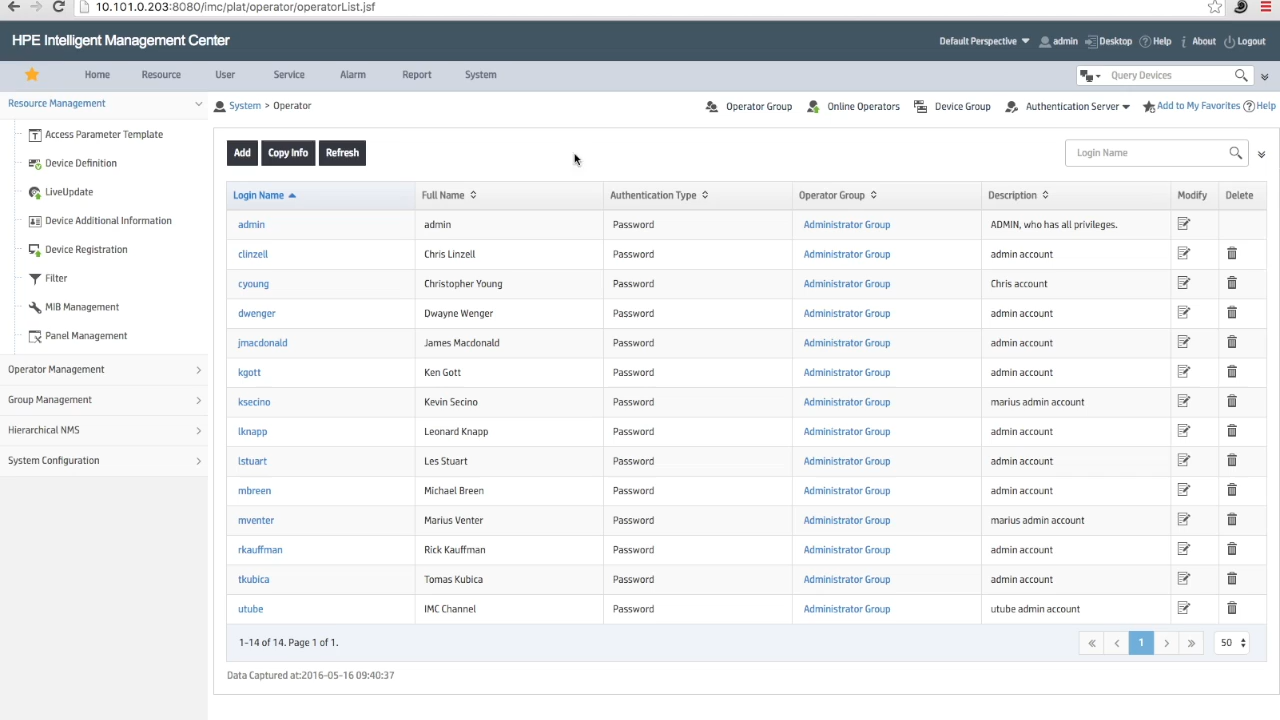 10.101.0.203:8080/imc/plat/operator/operatorList.jsf
HPE Intelligent Management Center
Default Perspective admin Desktop Help About Logout
Home Resource User Service Alarm Report System
Query Devices
Resource Management
System > Operator
Operator Group Online Operators Device Group Authentication Server Add to My Favorites Help
Access Parameter Template
Device Definition
LiveUpdate
Device Additional Information
Device Registration
Filter
MIB Management
Panel Management
Operator Management
Group Management
Hierarchical NMS
System Configuration
Add Copy Info Refresh
Login Name
Login Name Full Name Authentication Type Operator Group Description Modify Delete
admin admin Password Administrator Group ADMIN, who has all privileges.
clinzell Chris Linzell Password Administrator Group admin account
cyoung Christopher Young Password Administrator Group Chris account
dwenger Dwayne Wenger Password Administrator Group admin account
jmacdonald James Macdonald Password Administrator Group admin account
kgott Ken Gott Password Administrator Group admin account
ksecino Kevin Secino Password Administrator Group marius admin account
lknapp Leonard Knapp Password Administrator Group admin account
lstuart Les Stuart Password Administrator Group admin account
mbreen Michael Breen Password Administrator Group admin account
mventer Marius Venter Password Administrator Group marius admin account
rkauffman Rick Kauffman Password Administrator Group admin account
tkubica Tomas Kubica Password Administrator Group admin account
utube IMC Channel Password Administrator Group utube admin account
1-14 of 14. Page 1 of 1.
« ‹ 1 › » 50
Data Captured at:2016-05-16 09:40:37